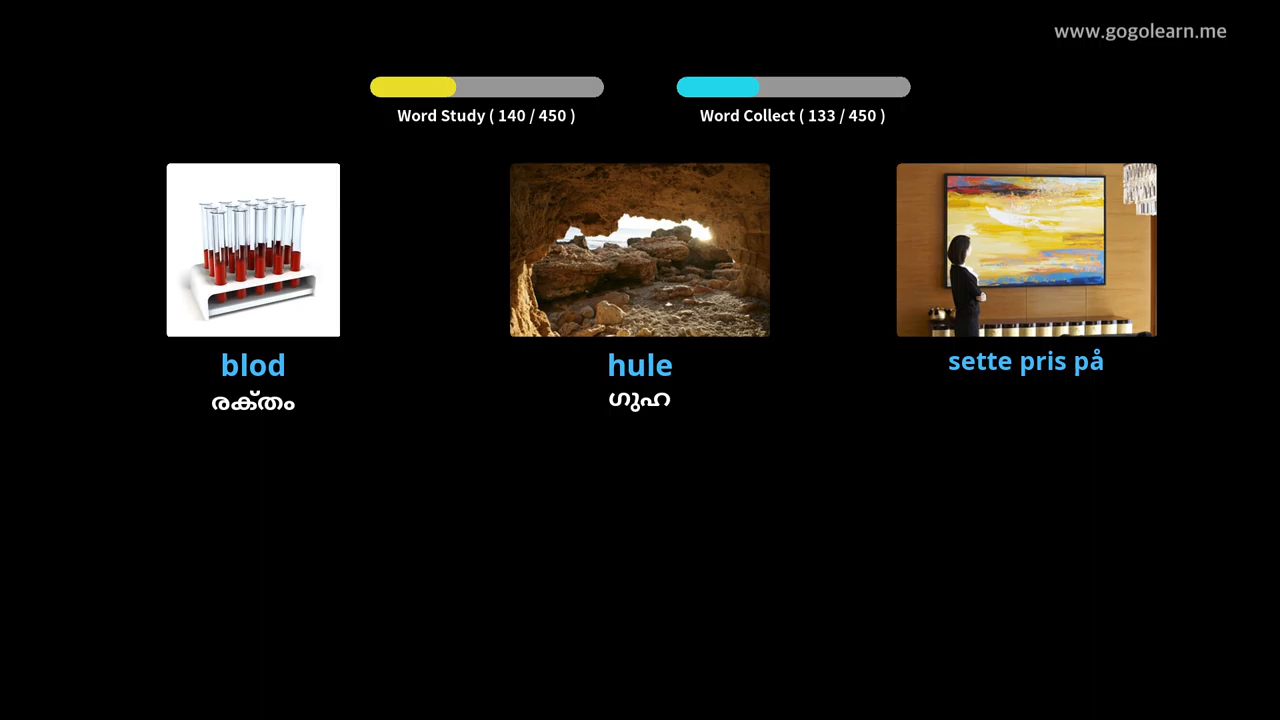 www.gogolearn.me
Word Study ( 140 / 450 )
Word Collect ( 133 / 450 )
blod
hule
sette pris på
രക്തം
ഗുഹ